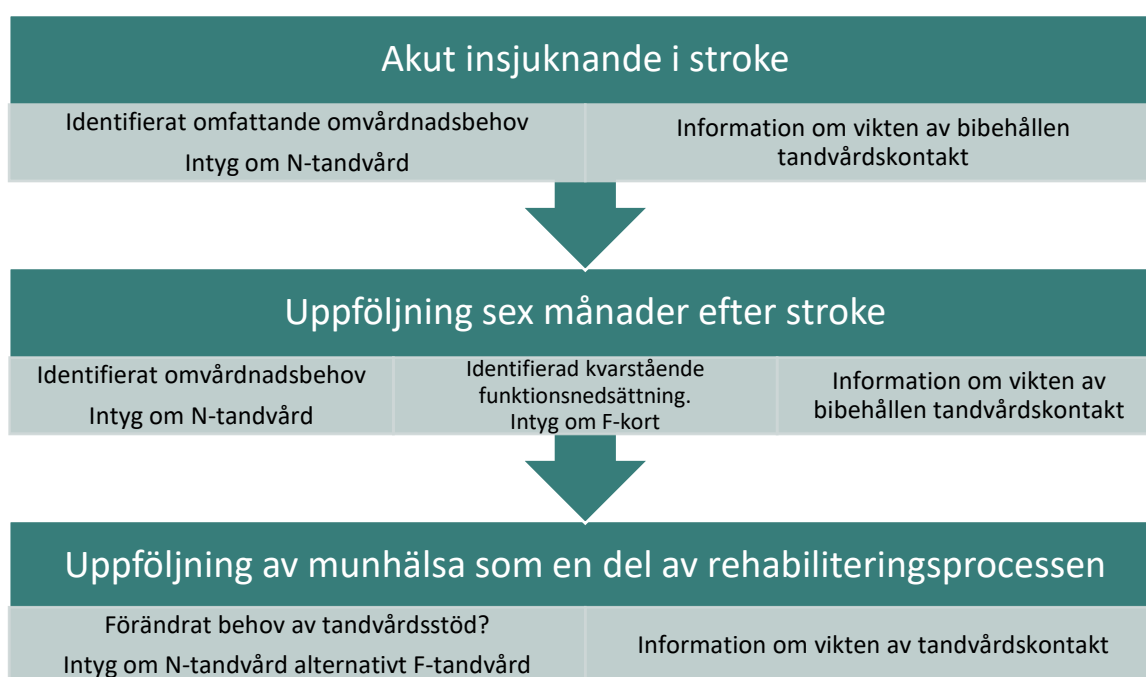 Akut insjuknande i stroke
Identifierat omfattande omvårdnadsbehov
Intyg om N-tandvård
Information om vikten av bibehållen
tandvårdskontakt
Uppföljning sex månader efter stroke
Identifierat omvårdnadsbehov
Intyg om N-tandvård
Identifierad kvarstående
funktionsnedsättning.
Intyg om F-kort
Information om vikten av
bibehållen tandvårdskontakt
Uppföljning av munhälsa som en del av rehabiliteringsprocessen
Förändrat behov av tandvårdsstöd?
Intyg om N-tandvård alternativt F-tandvård
Information om vikten av tandvårdskontakt